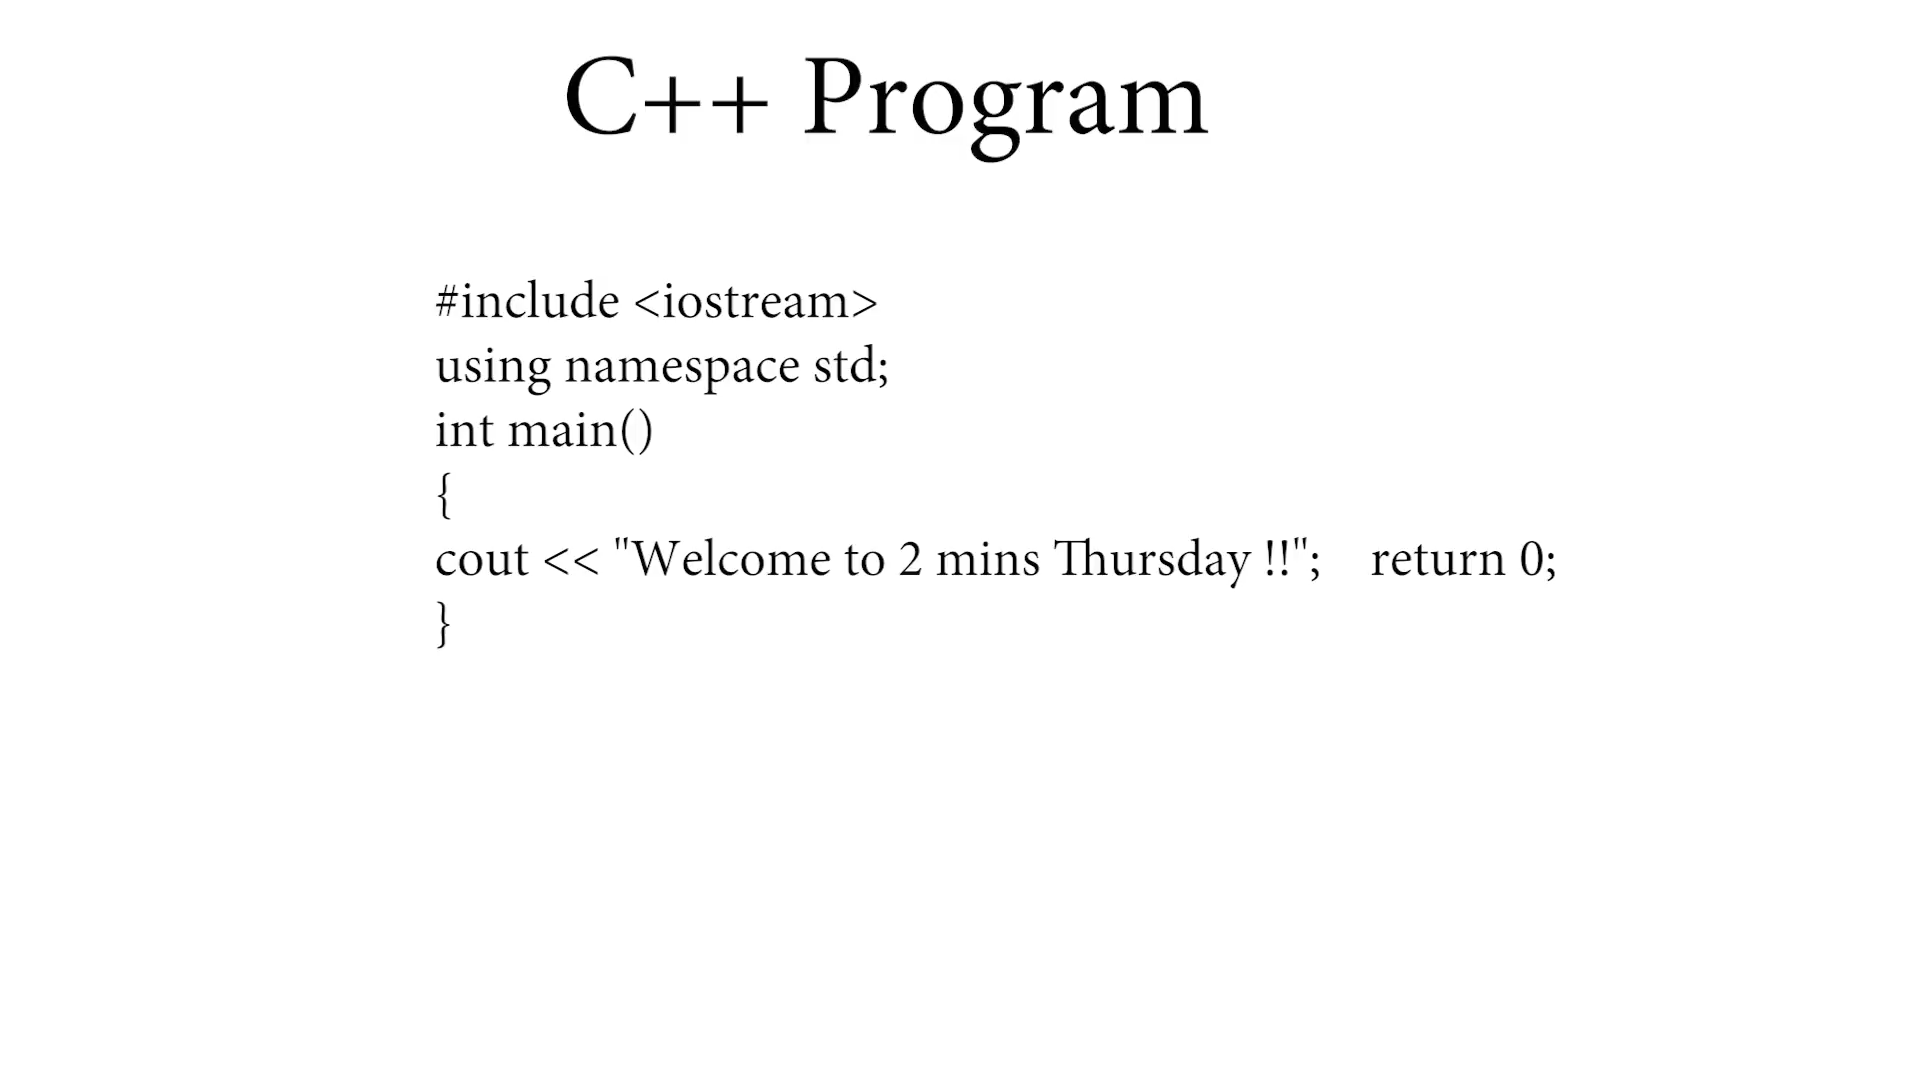 C++ Program
#include <iostream>
using namespace std;
int main()
{
cout << "Welcome to 2 mins Thursday !!";    return 0;
}